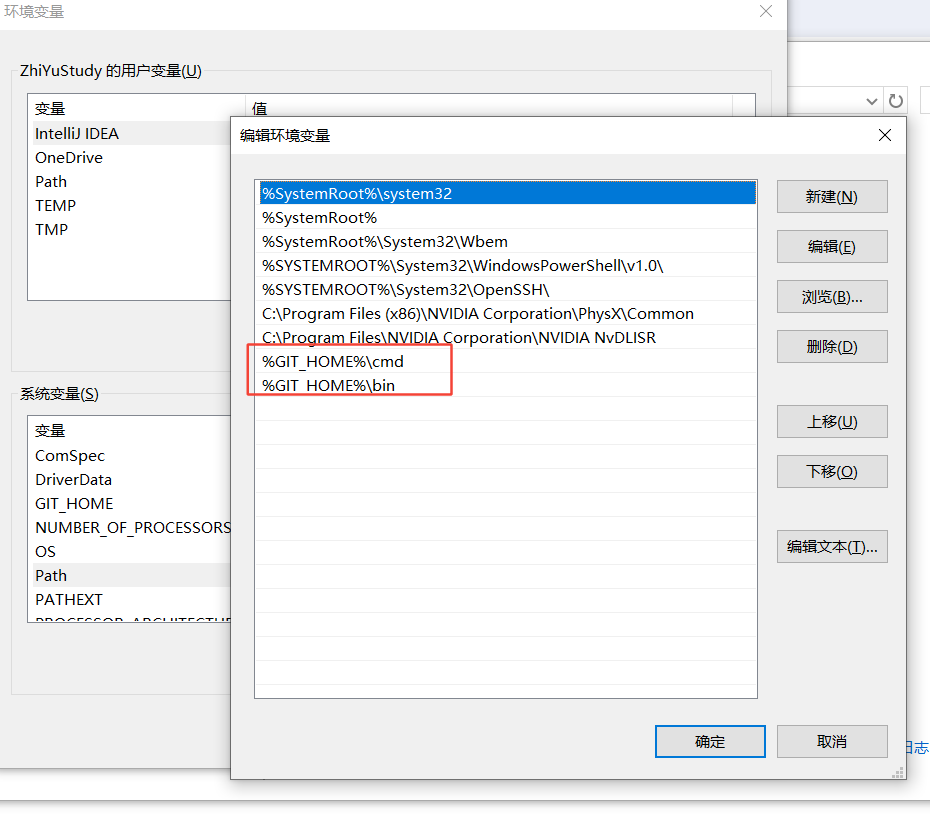 环境变量
ZhiYuStudy 的用户变量(U)
变量
值
IntelliJ IDEA
OneDrive
Path
TEMP
TMP
系统变量(S)
变量
ComSpec
DriverData
GIT_HOME
NUMBER_OF_PROCESSORS
OS
Path
PATHEXT
PROCESSOR_ARCHITECTURE
编辑环境变量
%SystemRoot%\system32
%SystemRoot%
%SystemRoot%\System32\Wbem
%SYSTEMROOT%\System32\WindowsPowerShell\v1.0\
%SYSTEMROOT%\System32\OpenSSH\
C:\Program Files (x86)\NVIDIA Corporation\PhysX\Common
C:\Program Files\NVIDIA Corporation\NVIDIA NvDLISR
%GIT_HOME%\cmd
%GIT_HOME%\bin
新建(N)
编辑(E)
浏览(B)...
删除(D)
上移(U)
下移(O)
编辑文本(T)...
确定
取消
日志